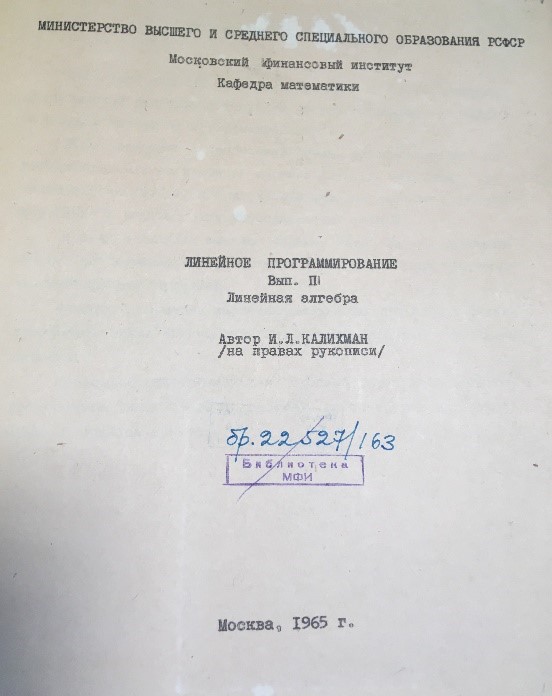 МИНИСТЕРСТВО ВЫСШЕГО И СРЕДНЕГО СПЕЦИАЛЬНОГО ОБРАЗОВАНИЯ РСФСР
Московский финансовый институт
Кафедра математики
ЛИНЕЙНОЕ ПРОГРАММИРОВАНИЕ
Вып. П
Линейная алгебра
Автор И.Л.КАЛИХМАН
/на правах рукописи/
бр.22527/163
Библиотека
МФИ
Москва, 1965 г.